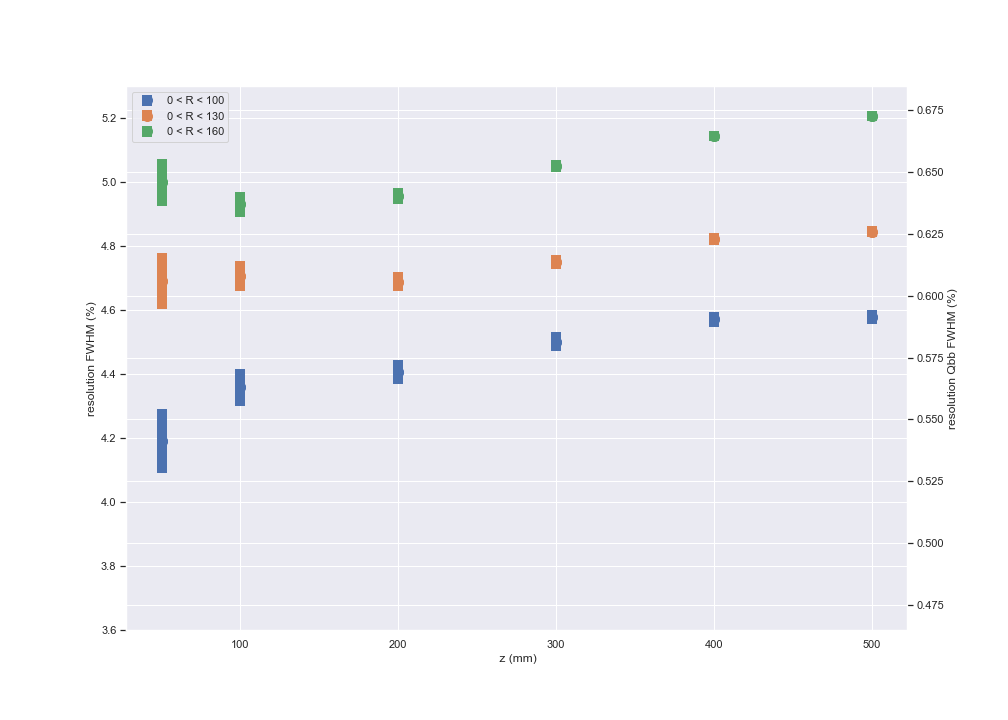 0 < R < 100
0 < R < 130
0 < R < 160
resolution FWHM (%)
5.2
5.0
4.8
4.6
4.4
4.2
4.0
3.8
3.6
0.675
0.650
0.625
0.600
0.575
0.550
0.525
0.500
0.475
resolution Qbb FWHM (%)
100 200 300 400 500
z (mm)